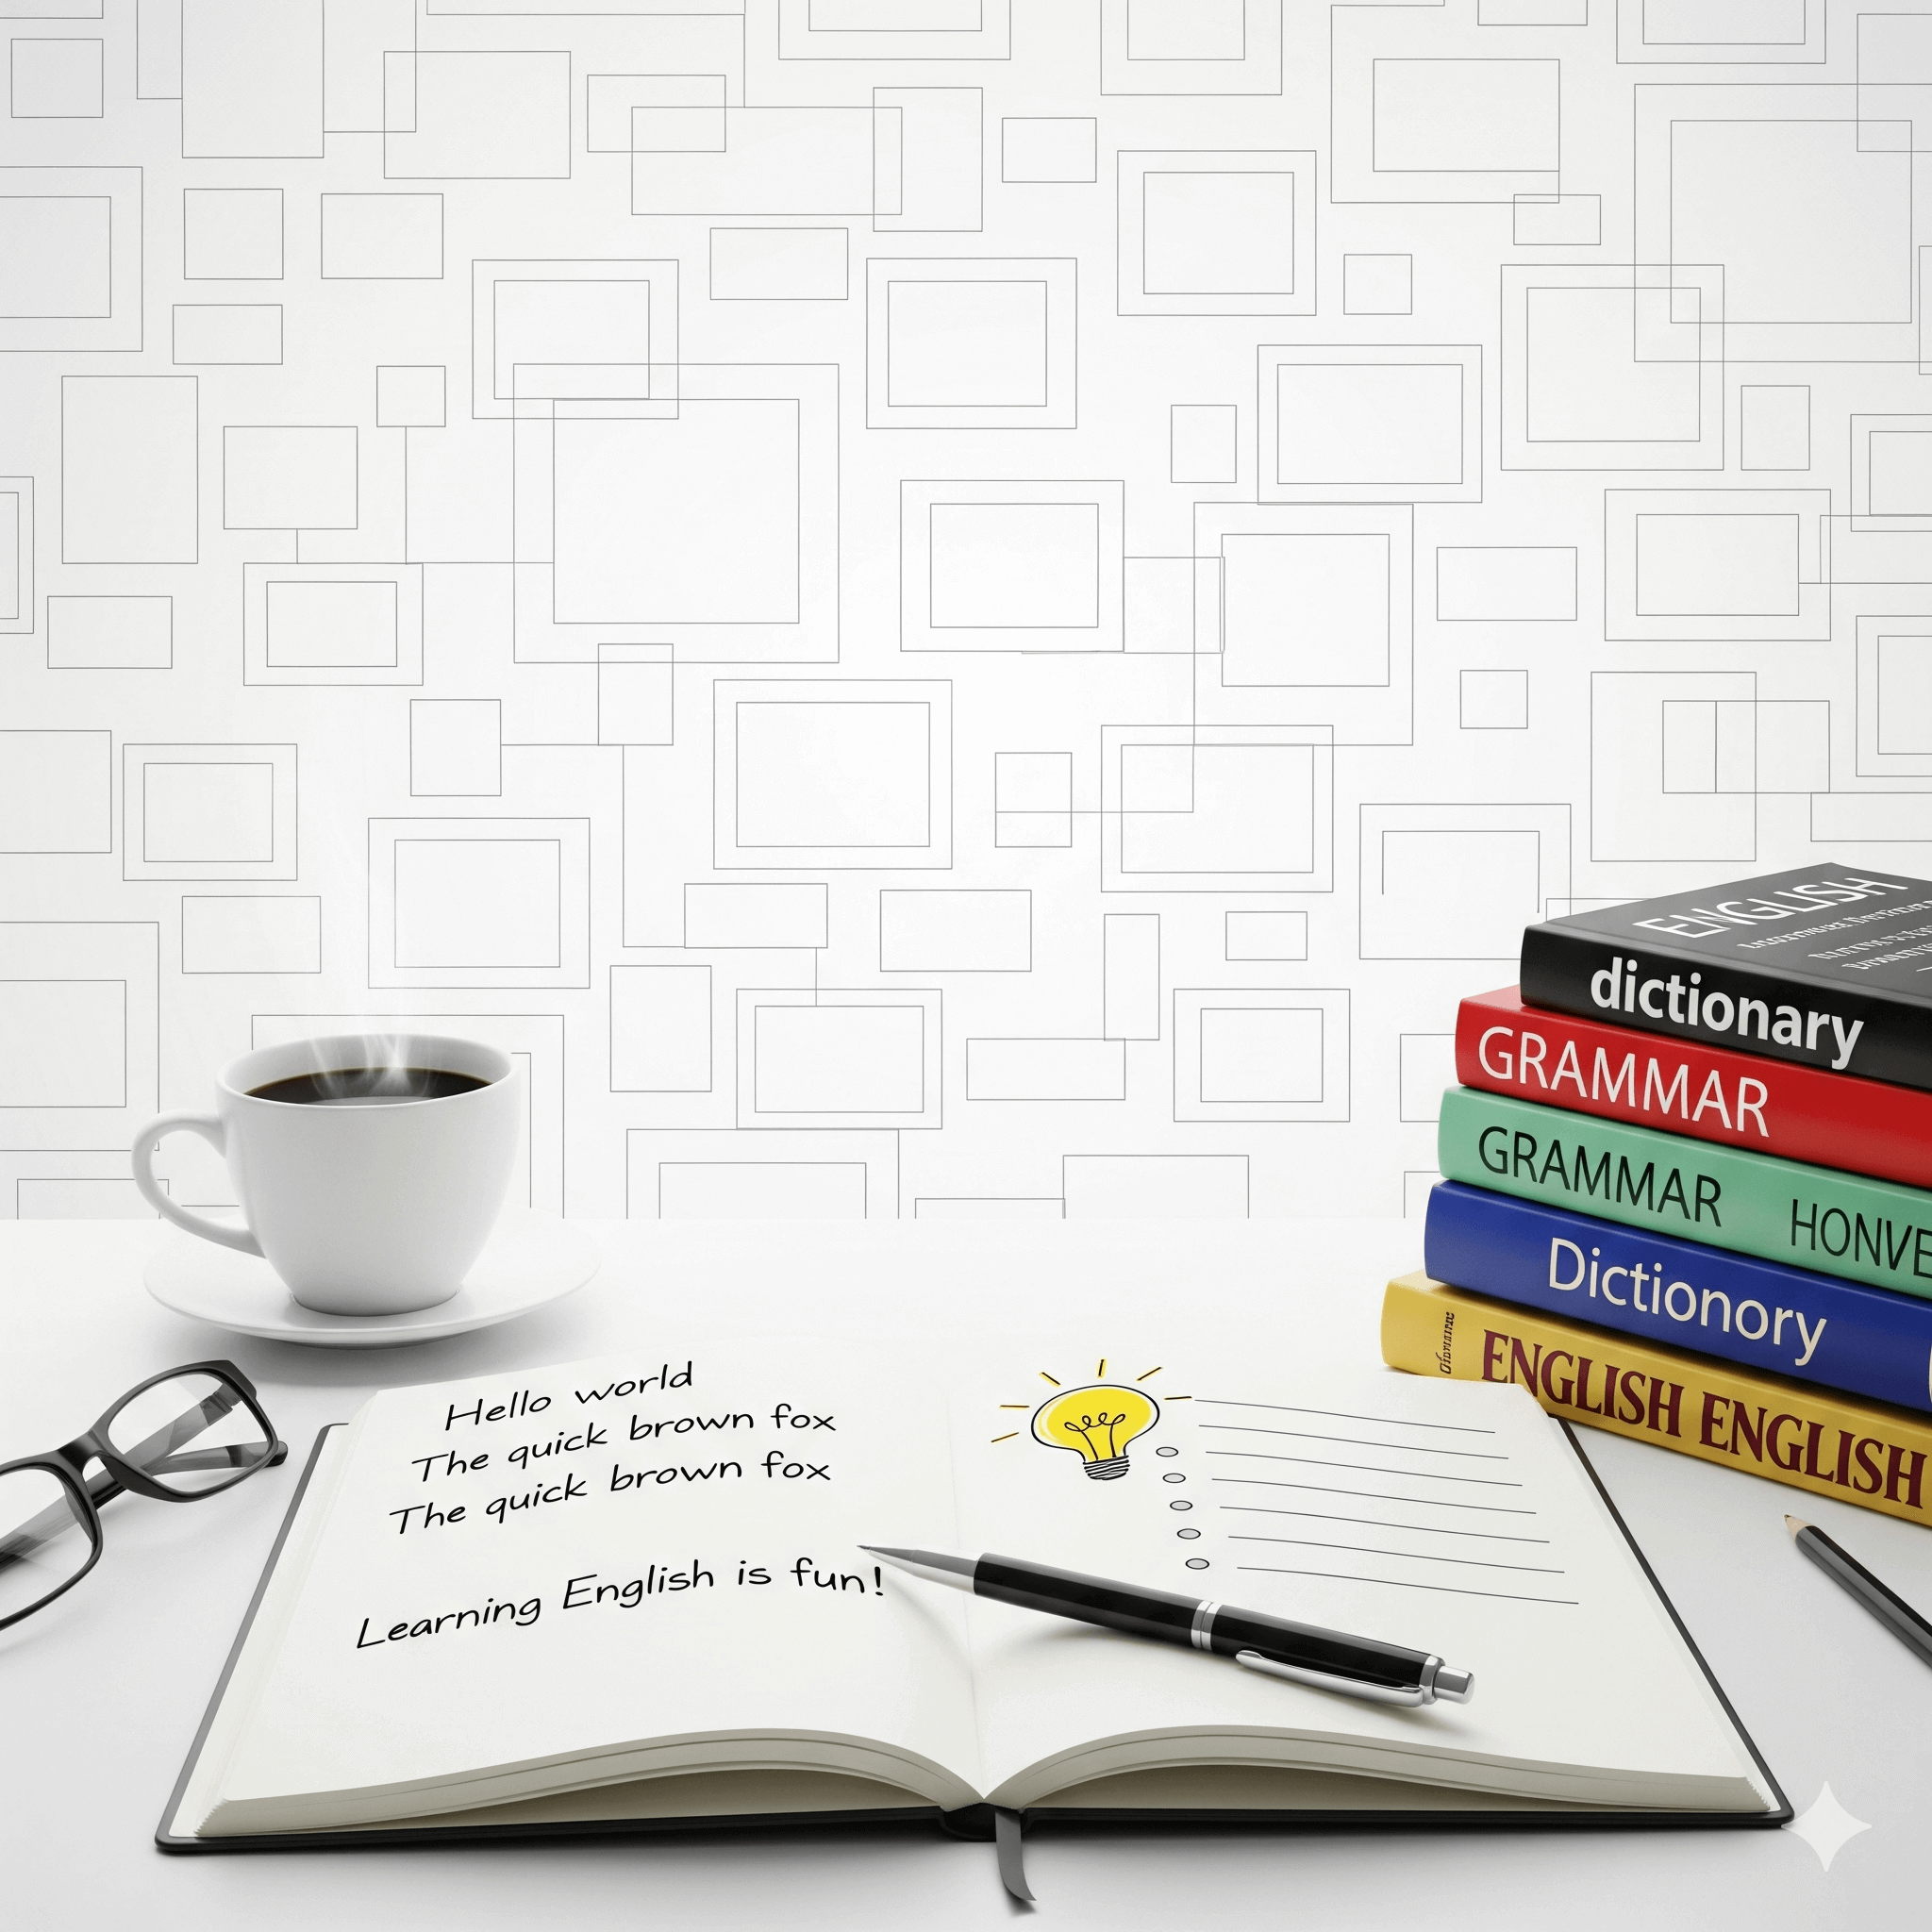 ENGLISH
dictionary
GRAMMAR
GRAMMAR HONVE
Dictionory
ENGLISH ENGLISH
Hello world
The quick brown fox
The quick brown fox
Learning English is fun!